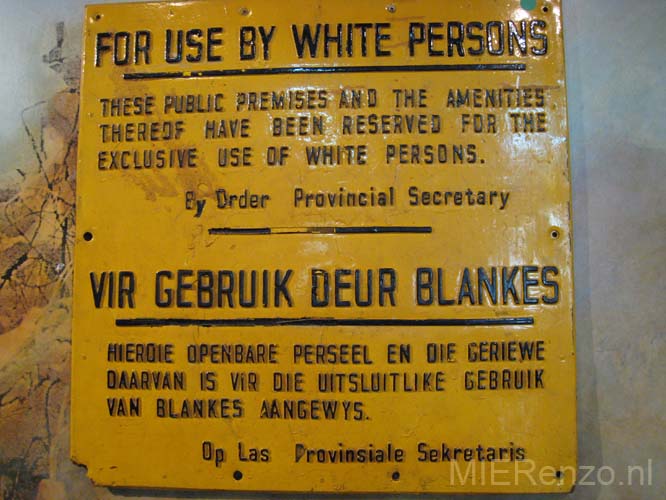 FOR USE BY WHITE PERSONS
THESE PUBLIC PREMISES AND THE AMENITIES
THEREOF HAVE BEEN RESERVED FOR THE
EXCLUSIVE USE OF WHITE PERSONS.
By Order Provincial Secretary
VIR GEBRUIK DEUR BLANKES
HIERDIE OPENBARE PERSEEL EN DIE GERIEWE
DAARVAN IS VIR DIE UITSLUITLIKE GEBRUIK
VAN BLANKES AANGEWYS.
Op Las Provinsiale Sekretaris
MIERenzo.nl